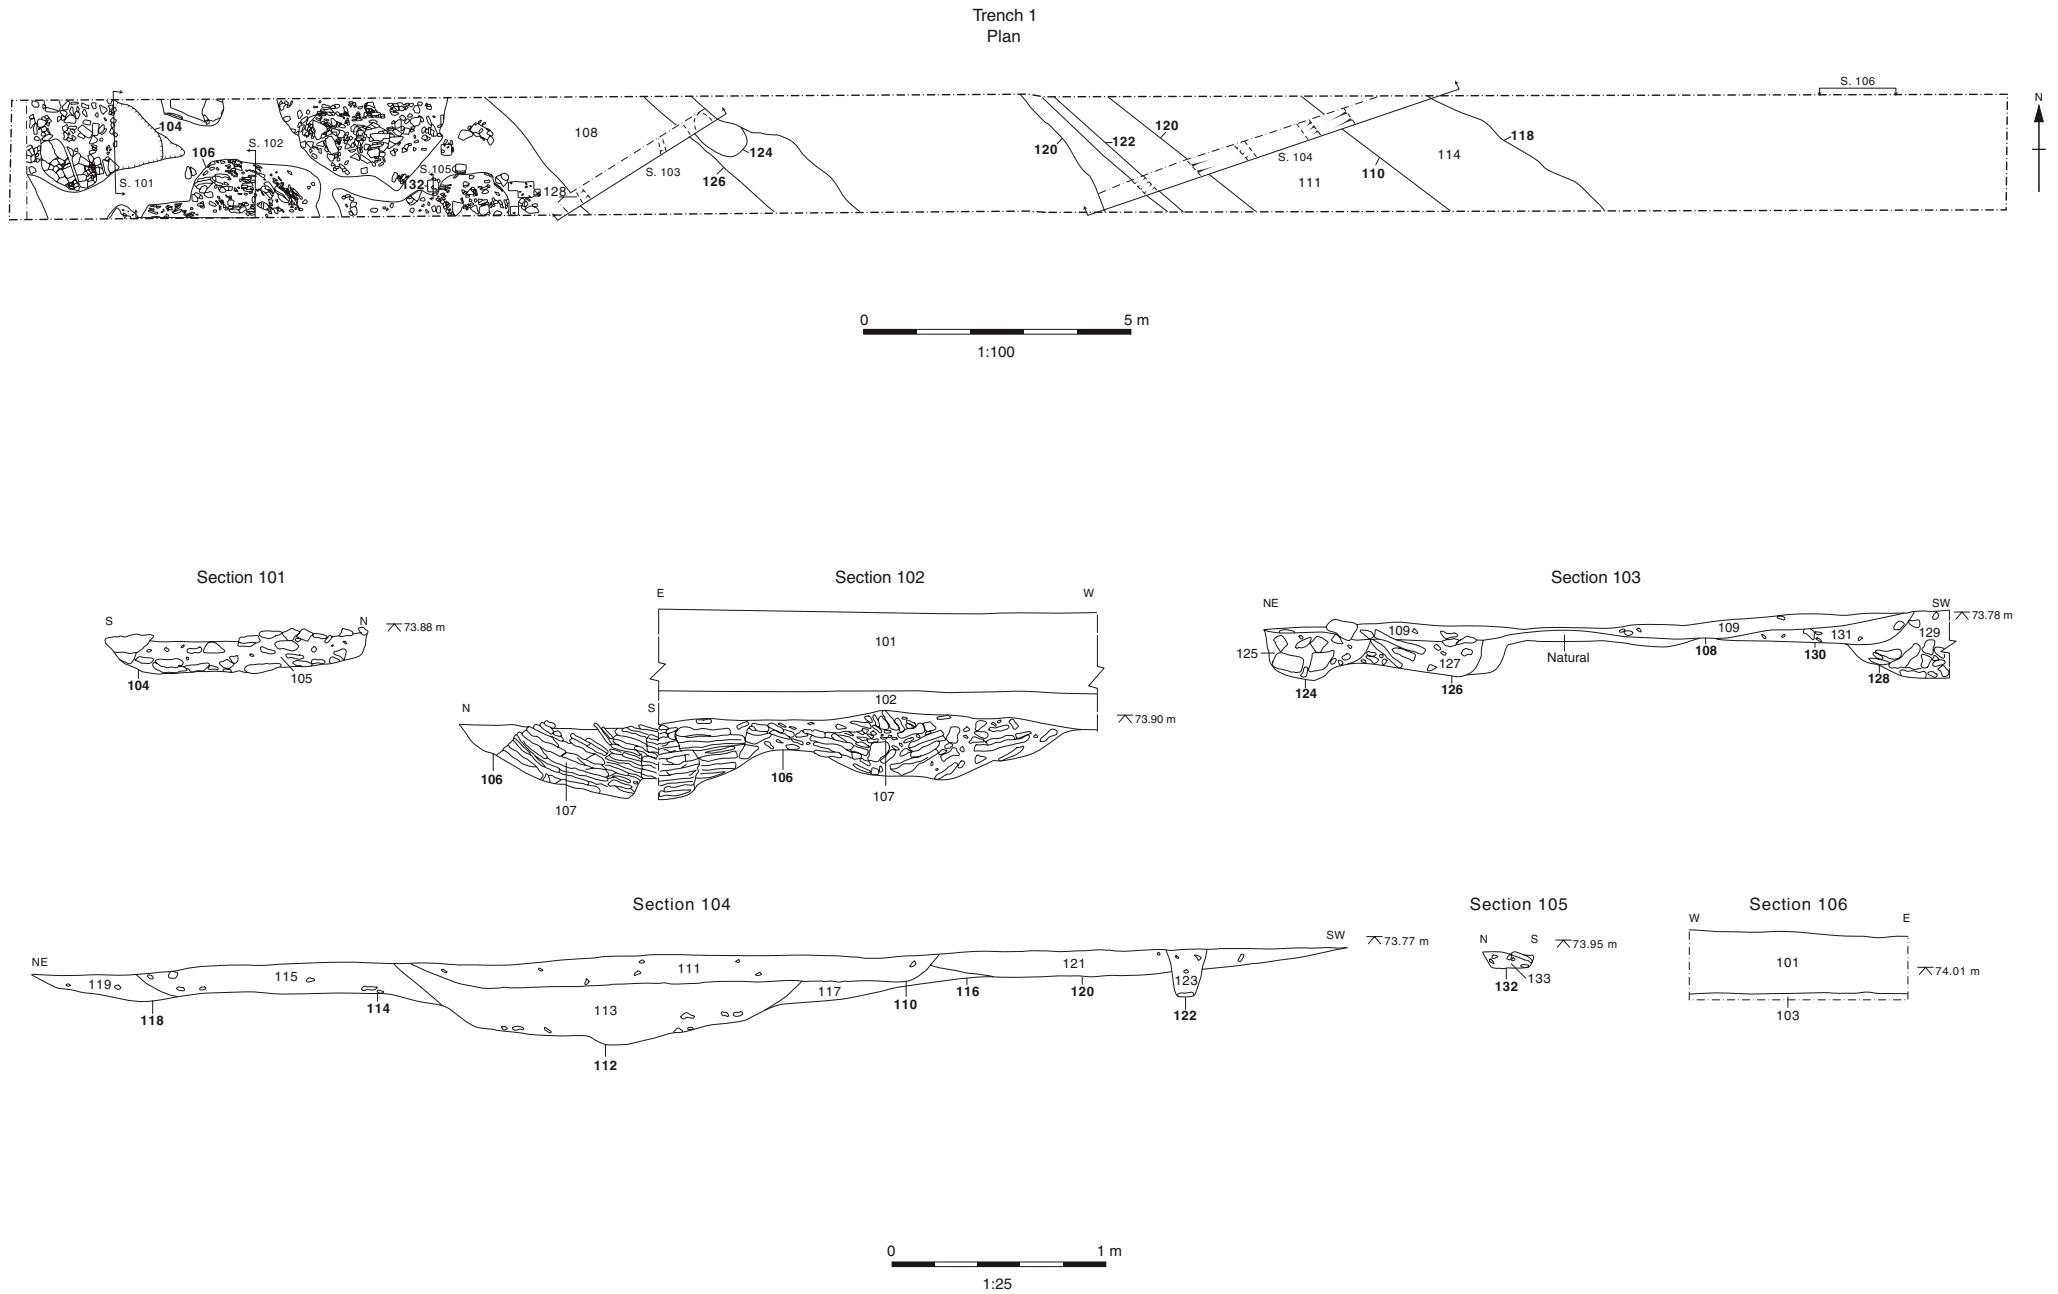 Trench 1
Plan
S. 106
N
104
S. 102
106
S. 101
S. 105
132
128
108
S. 103
124
126
120
122
120
S. 104
111
110
114
118
0 5 m
1:100
Section 101
S N
73.88 m
104
105
Section 102
E W
101
102
N S
73.90 m
106
106
107
107
Section 103
NE SW
73.78 m
109
109
131
129
125
127
Natural
108
130
124
126
128
Section 104
NE SW
73.77 m
119
115
111
121
123
118
114
113
117
110
116
120
122
112
Section 105
N S
73.95 m
132
133
Section 106
W E
101
74.01 m
103
0 1 m
1:25